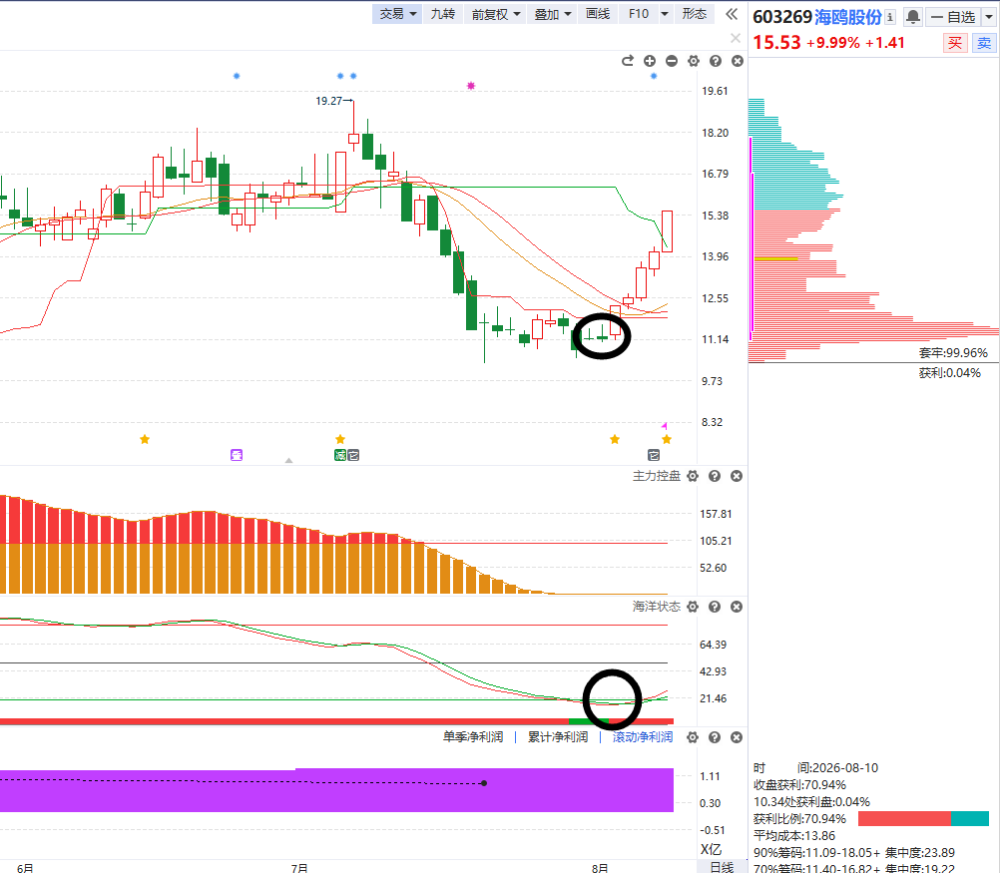 交易 九转 前复权 叠加 画线 F10 形态
603269海鸥股份 自选
15.53 +9.99% +1.41 买 卖
19.27
19.61
18.20
16.79
15.38
13.96
12.55
11.14
9.73
8.32
减
套牢:99.96%
获利:0.04%
主力控盘
157.81
105.21
52.60
海洋状态
64.39
42.93
21.46
单季净利润 | 累计净利润 | 滚动净利润
1.11
0.30
-0.51
X亿
6月 7月 8月 日线
时 间:2026-08-10
收盘获利:70.94%
10.34处获利盘:0.04%
获利比例:70.94%
平均成本:13.86
90%筹码:11.09-18.05+ 集中度:23.89
70%筹码:11.40-16.82+ 集中度:19.22